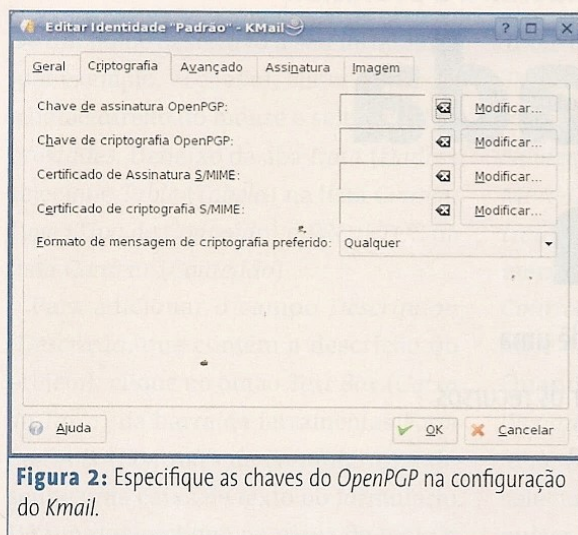 Editar Identidade "Padrão" - KMail
Geral Criptografia Avançado Assinatura Imagem
Chave de assinatura OpenPGP: Modificar...
Chave de criptografia OpenPGP: Modificar...
Certificado de Assinatura S/MIME: Modificar...
Certificado de criptografia S/MIME: Modificar...
Formato de mensagem de criptografia preferido: Qualquer
Ajuda OK Cancelar
Figura 2: Especifique as chaves do OpenPGP na configuração
do Kmail.